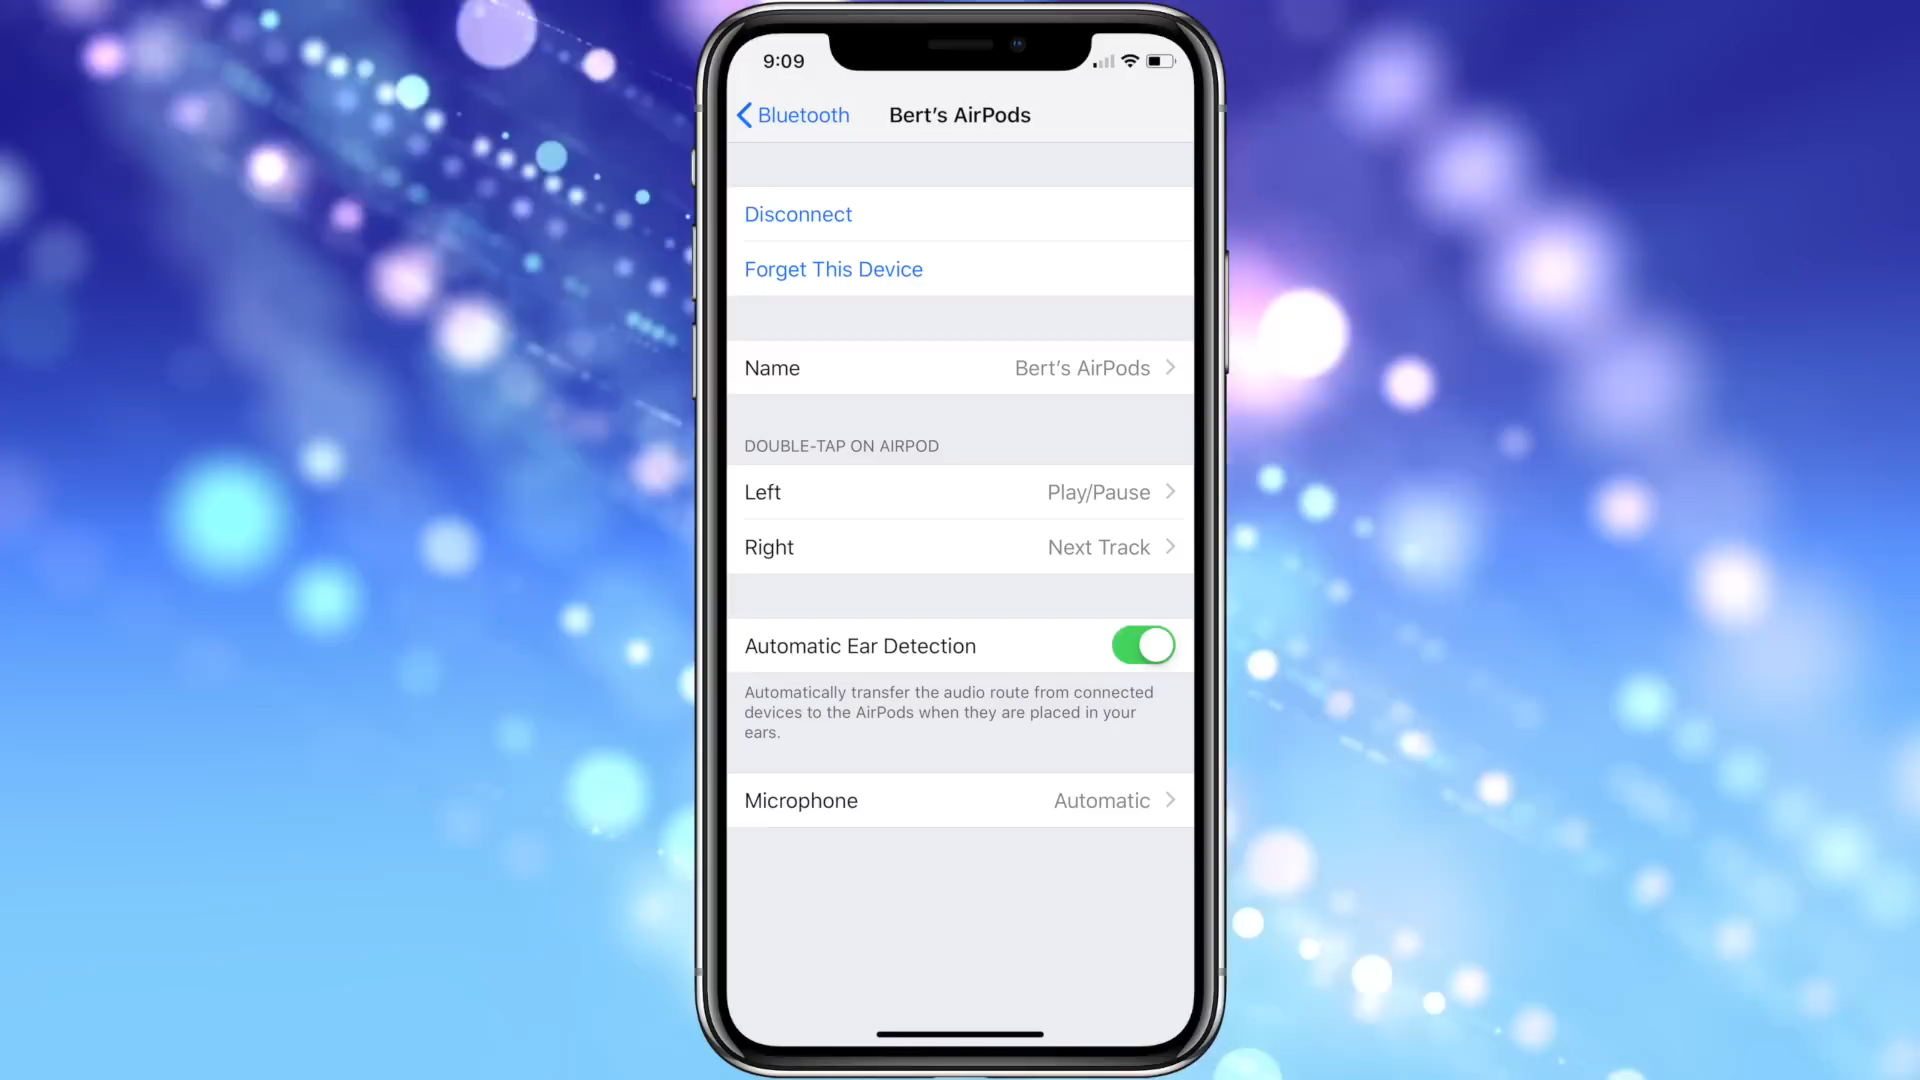 9:09
Bluetooth
Bert’s AirPods
Disconnect
Forget This Device
Name Bert’s AirPods
DOUBLE-TAP ON AIRPOD
Left Play/Pause
Right Next Track
Automatic Ear Detection
Automatically transfer the audio route from connected
devices to the AirPods when they are placed in your
ears.
Microphone Automatic